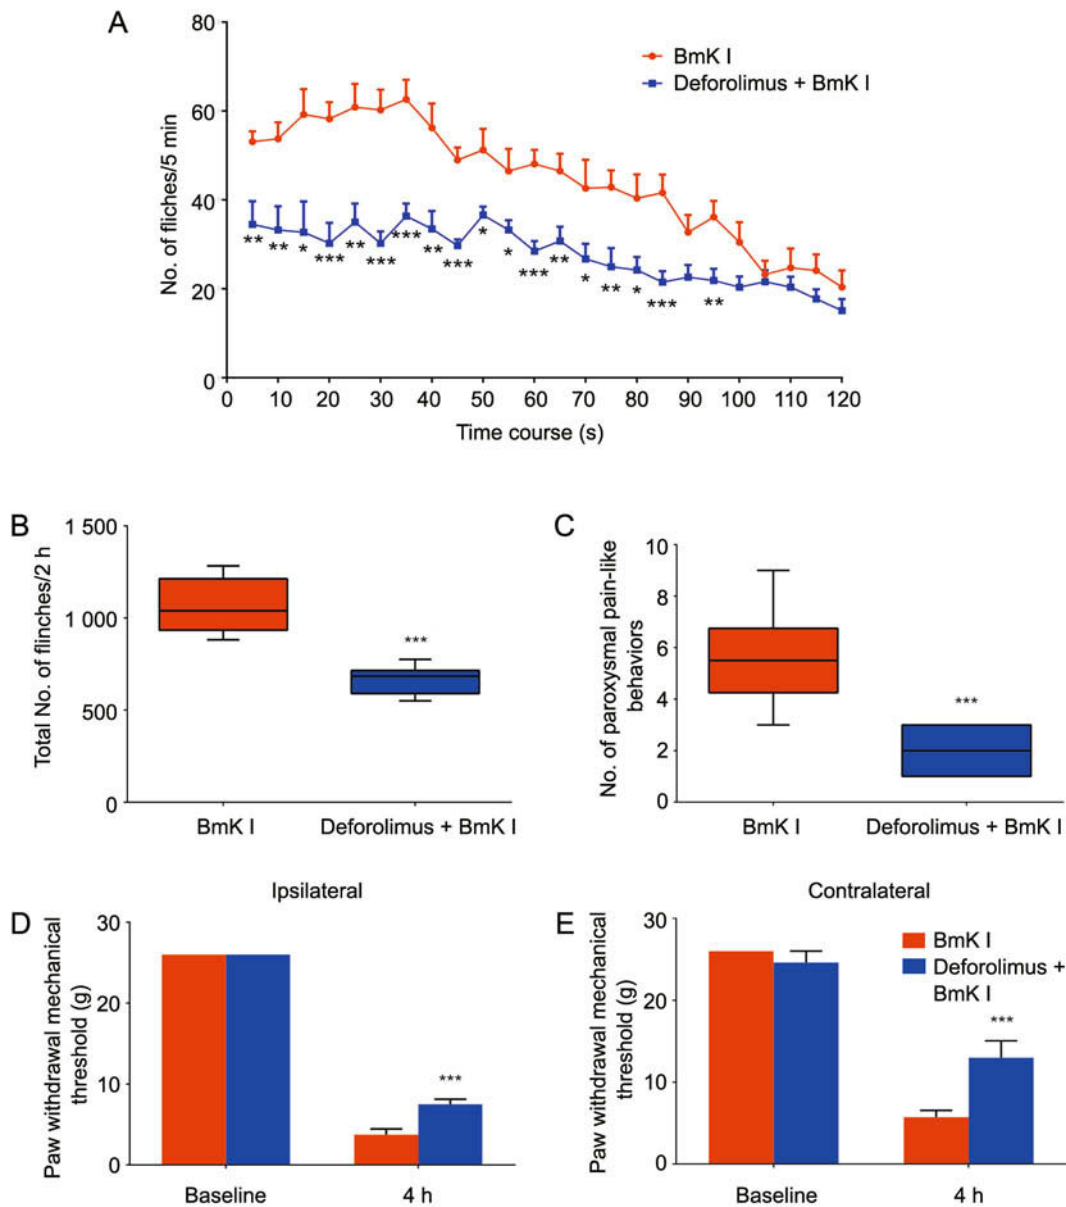 A
80
60
40
20
0
No. of fliches/5 min
BmK I
Deforolimus + BmK I
** ** * *** ** *** *** ** *** * * *** ** * ** * *** **
0 10 20 30 40 50 60 70 80 90 100 110 120
Time course (s)
B
1 500
1 000
500
0
Total No. of flinches/2 h
***
BmK I Deforolimus + BmK I
C
10
8
6
4
2
0
No. of paroxysmal pain-like
behaviors
***
BmK I Deforolimus + BmK I
D
Ipsilateral
30
20
10
0
Paw withdrawal mechanical
threshold (g)
***
Baseline 4 h
E
Contralateral
30
20
10
0
Paw withdrawal mechanical
threshold (g)
BmK I
Deforolimus +
BmK I
***
Baseline 4 h